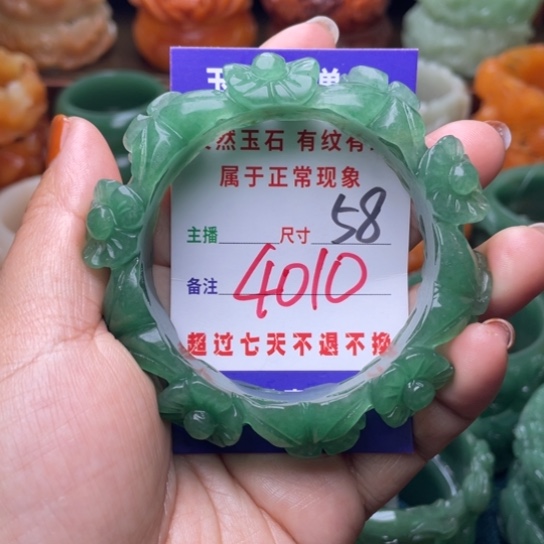 天然玉石 有纹有
属于正常现象
主播 尺寸 58
备注 4010
超过七天不退不换